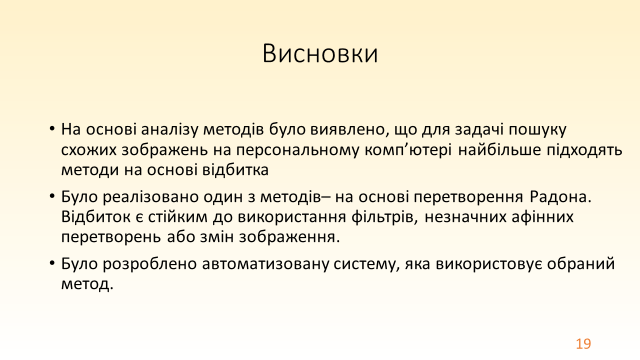 Висновки
• На основі аналізу методів було виявлено, що для задачі пошуку
схожих зображень на персональному комп’ютері найбільше підходять
методи на основі відбитка
• Було реалізовано один з методів– на основі перетворення Радона.
Відбиток є стійким до використання фільтрів, незначних афінних
перетворень або змін зображення.
• Було розроблено автоматизовану систему, яка використовує обраний
метод.
19